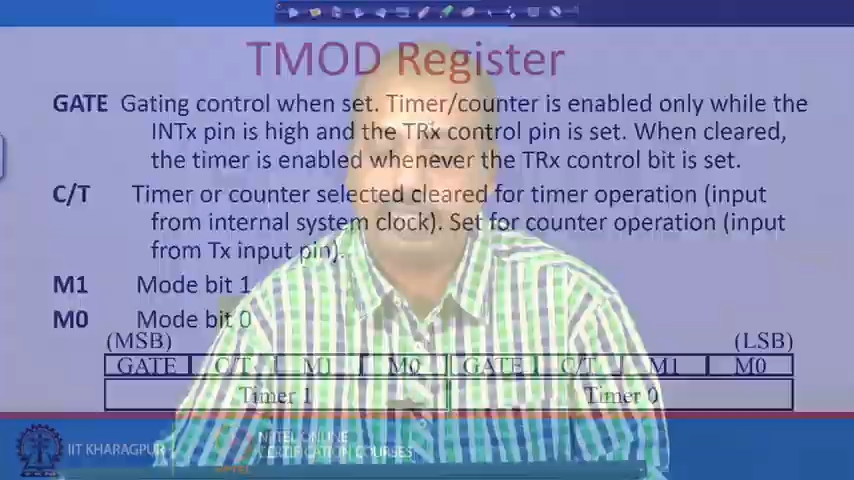 TMOD Register
GATE Gating control when set. Timer/counter is enabled only while the
INTx pin is high and the TRx control pin is set. When cleared,
the timer is enabled whenever the TRx control bit is set.
C/T Timer or counter selected cleared for timer operation (input
from internal system clock). Set for counter operation (input
from Tx input pin).
M1 Mode bit 1
M0 Mode bit 0
(MSB) (LSB)
GATE C/T M1 M0 GATE C/T M1 M0
Timer 1 Timer 0
IIT KHARAGPUR
NPTEL ONLINE
CERTIFICATION COURSES
NPTEL